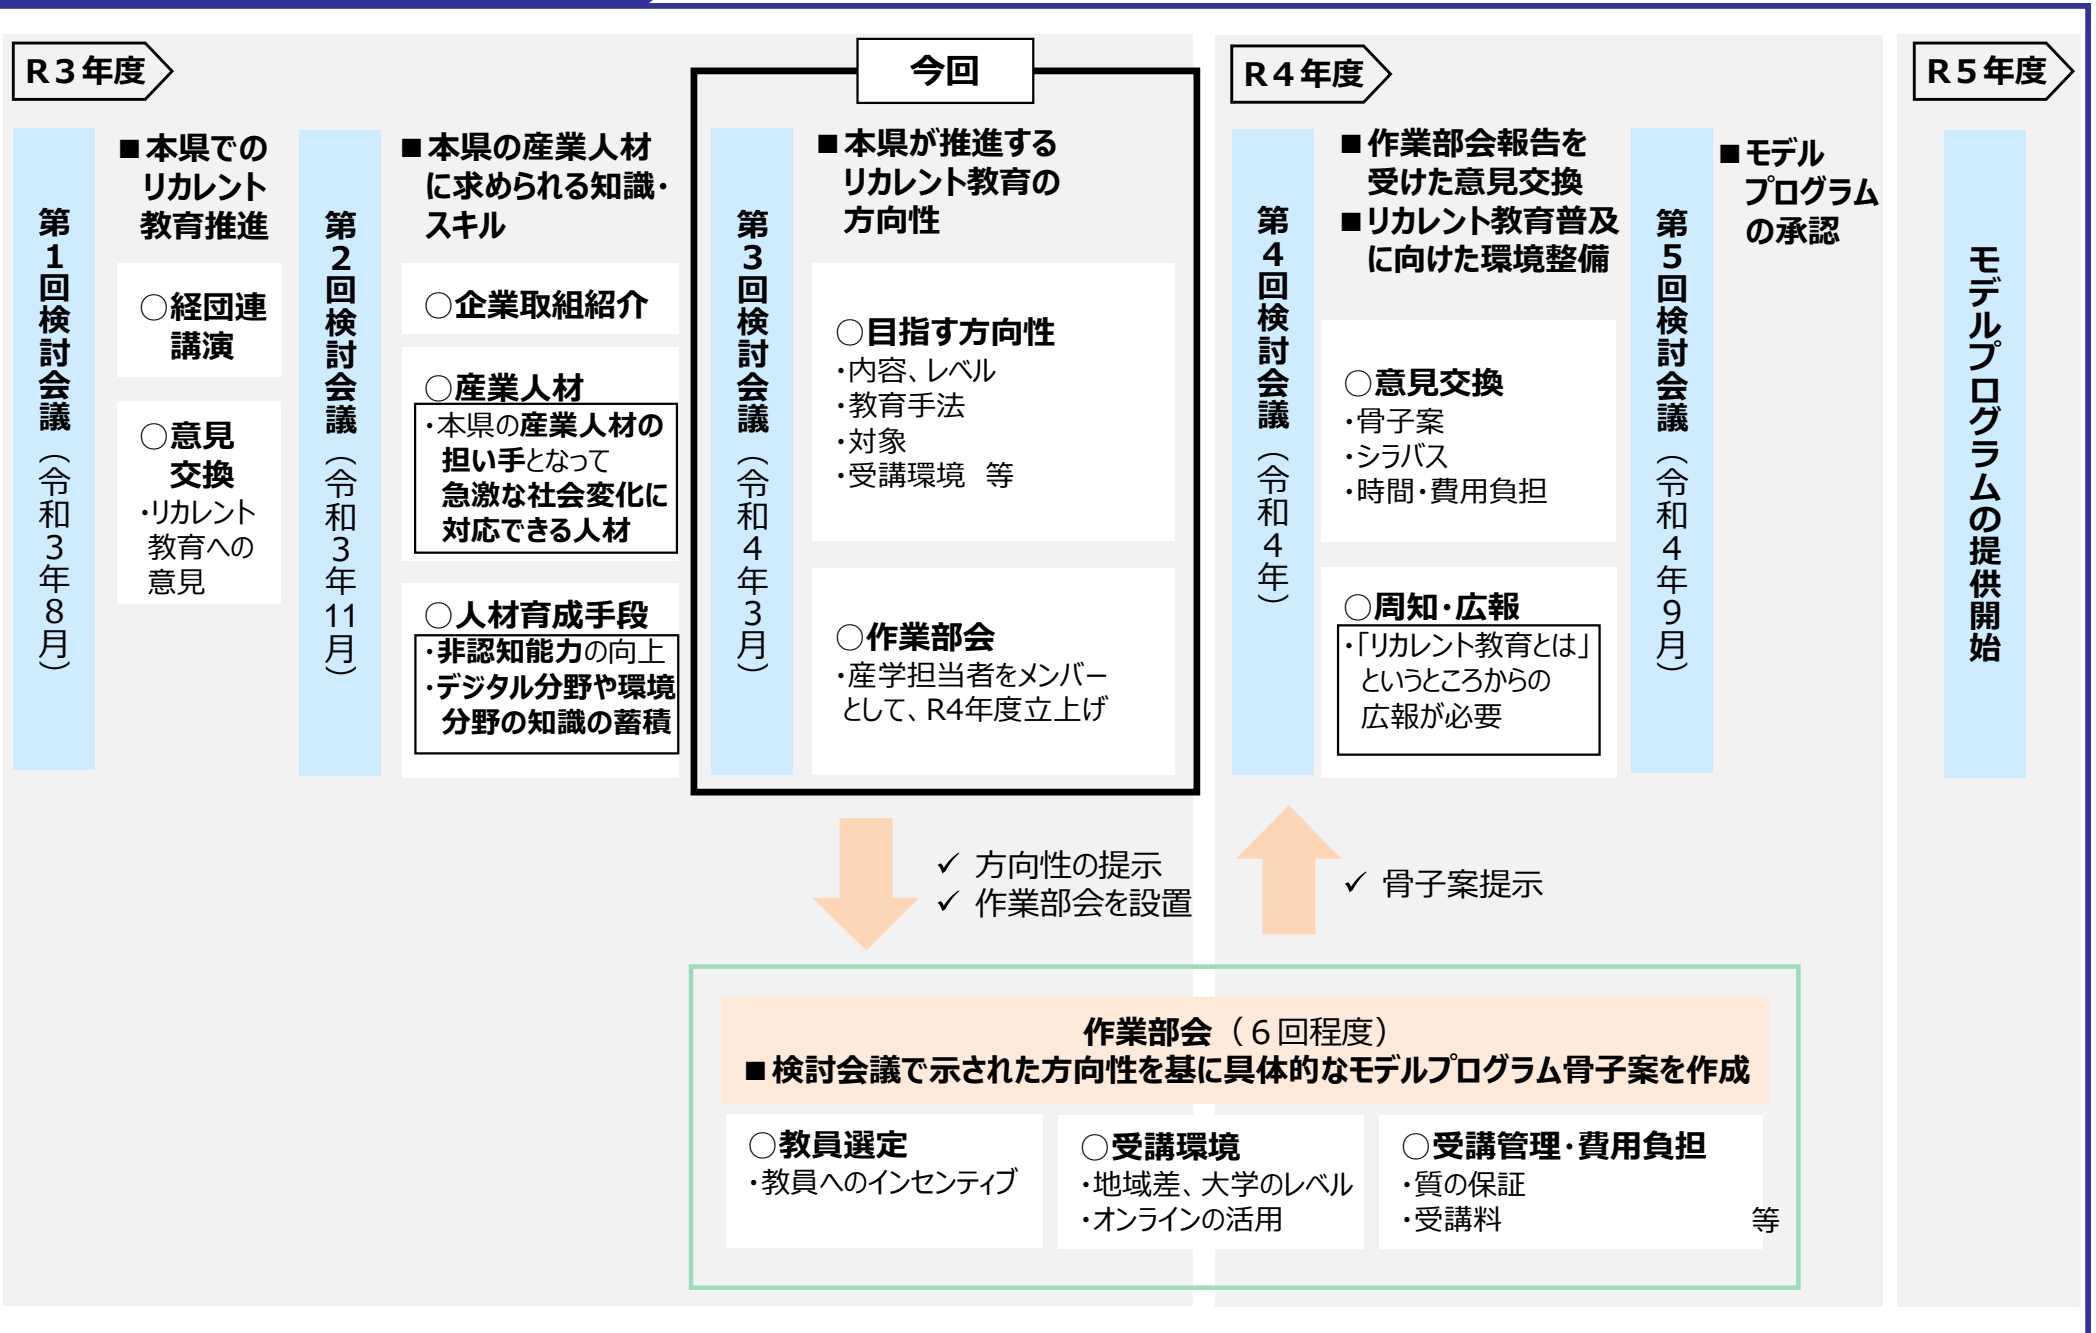 R3年度
第1回検討会議（令和3年8月）
■本県での
リカレント
教育推進
○経団連
講演
○意見
交換
・リカレント
教育への
意見
第2回検討会議（令和3年11月）
■本県の産業人材
に求められる知識・
スキル
○企業取組紹介
○産業人材
・本県の産業人材の
担い手となって
急激な社会変化に
対応できる人材
○人材育成手段
・非認知能力の向上
・デジタル分野や環境
分野の知識の蓄積
今回
第3回検討会議（令和4年3月）
■本県が推進する
リカレント教育の
方向性
○目指す方向性
・内容、レベル
・教育手法
・対象
・受講環境　等
○作業部会
・産学担当者をメンバー
として、R4年度立上げ
R4年度
第4回検討会議（令和4年）
■作業部会報告を
受けた意見交換
■リカレント教育普及
に向けた環境整備
○意見交換
・骨子案
・シラバス
・時間・費用負担
○周知・広報
・「リカレント教育とは」
というところからの
広報が必要
第5回検討会議（令和4年9月）
■モデル
プログラム
の承認
R5年度
モデルプログラムの提供開始
✓ 方向性の提示
✓ 作業部会を設置
✓ 骨子案提示
作業部会（6回程度）
■検討会議で示された方向性を基に具体的なモデルプログラム骨子案を作成
○教員選定
・教員へのインセンティブ
○受講環境
・地域差、大学のレベル
・オンラインの活用
○受講管理・費用負担
・質の保証
・受講料
等